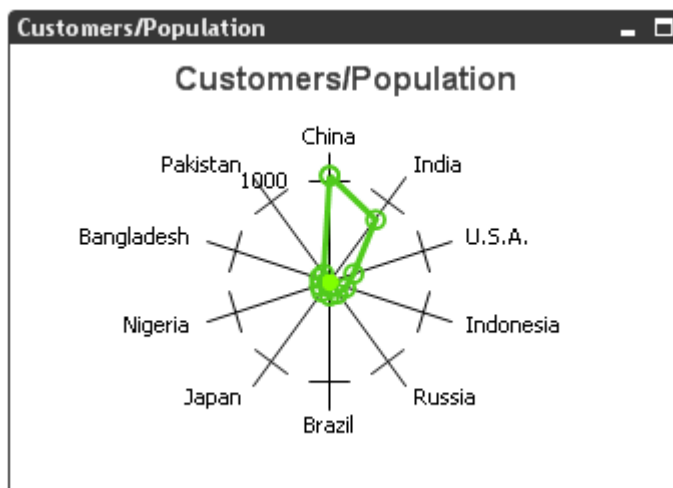 Customers/Population
Customers/Population
China
Pakistan
1000
India
Bangladesh
U.S.A.
Nigeria
Indonesia
Japan
Russia
Brazil